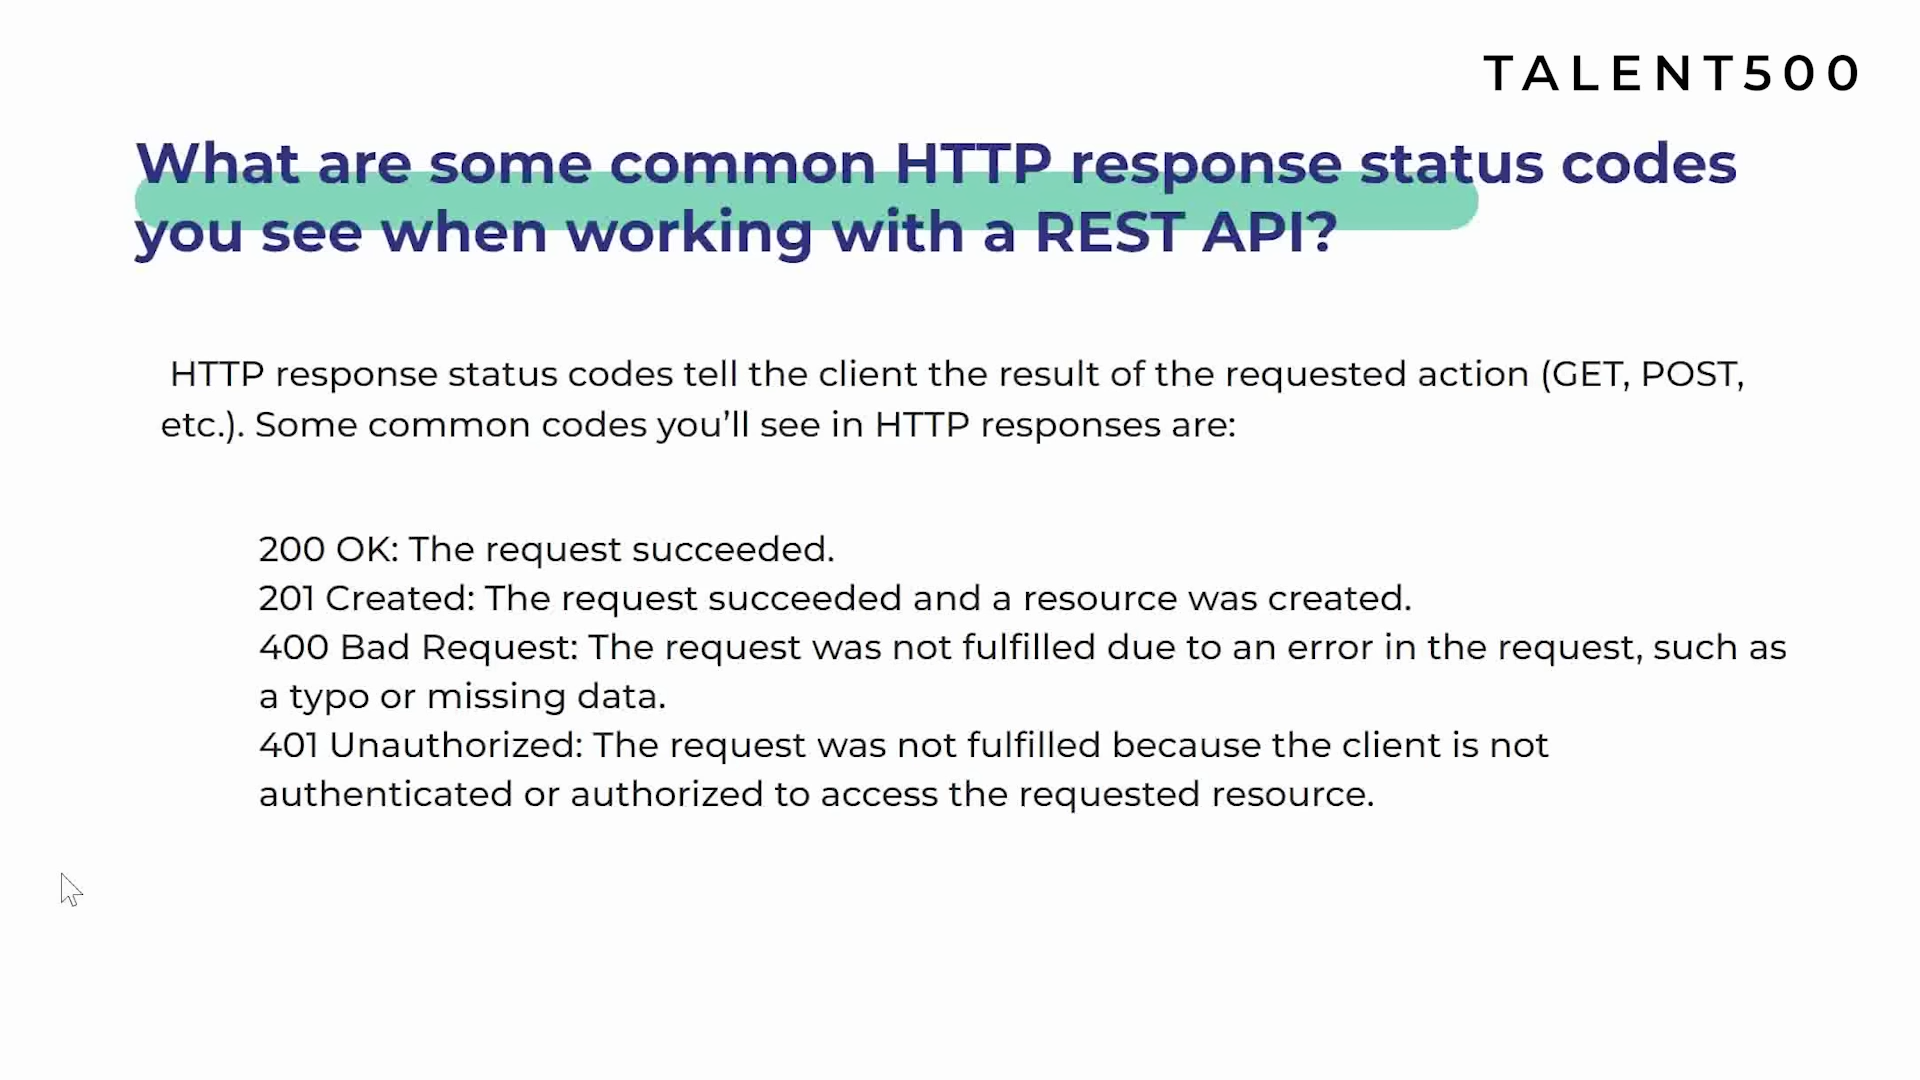 TALENT500
What are some common HTTP response status codes
you see when working with a REST API?
HTTP response status codes tell the client the result of the requested action (GET, POST,
etc.). Some common codes you’ll see in HTTP responses are:
200 OK: The request succeeded.
201 Created: The request succeeded and a resource was created.
400 Bad Request: The request was not fulfilled due to an error in the request, such as
a typo or missing data.
401 Unauthorized: The request was not fulfilled because the client is not
authenticated or authorized to access the requested resource.